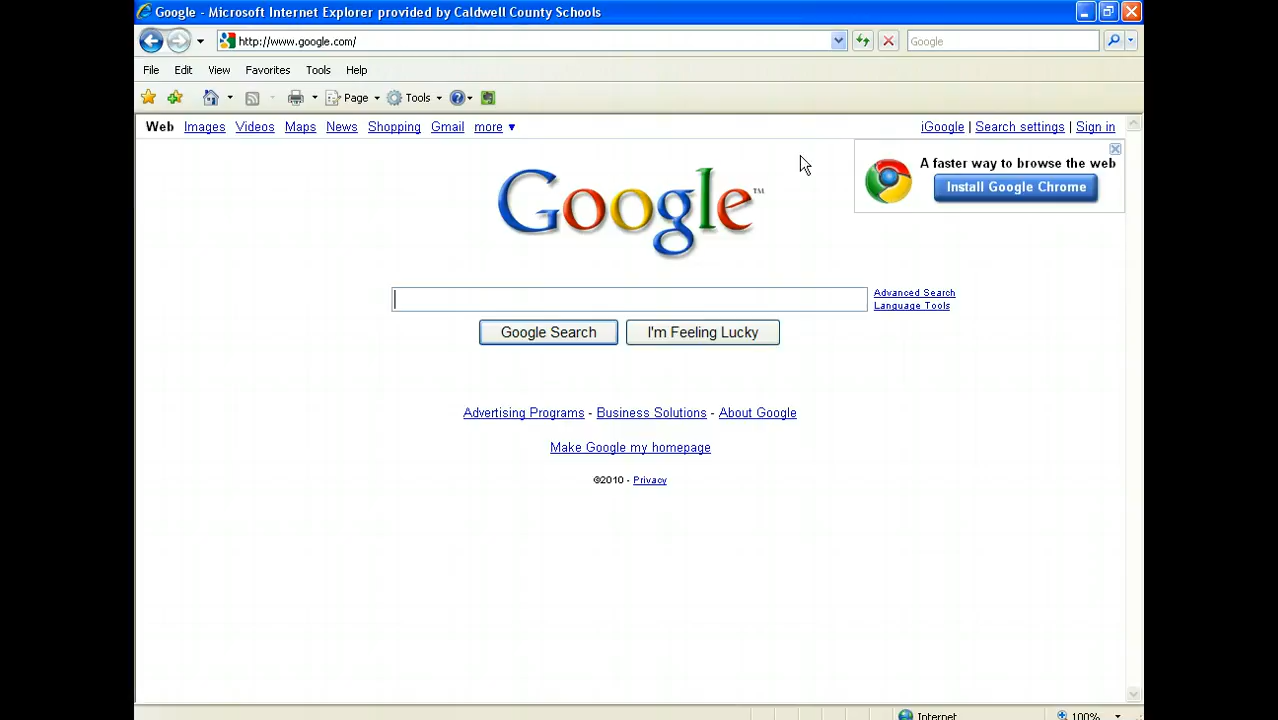 Google - Microsoft Internet Explorer provided by Caldwell County Schools
http://www.google.com/
Google
File Edit View Favorites Tools Help
Page Tools
Web Images Videos Maps News Shopping Gmail more ▼
iGoogle | Search settings | Sign in
A faster way to browse the web
Install Google Chrome
Google™
Advanced Search
Language Tools
Google Search I'm Feeling Lucky
Advertising Programs - Business Solutions - About Google
Make Google my homepage
©2010 - Privacy
Internet 100%